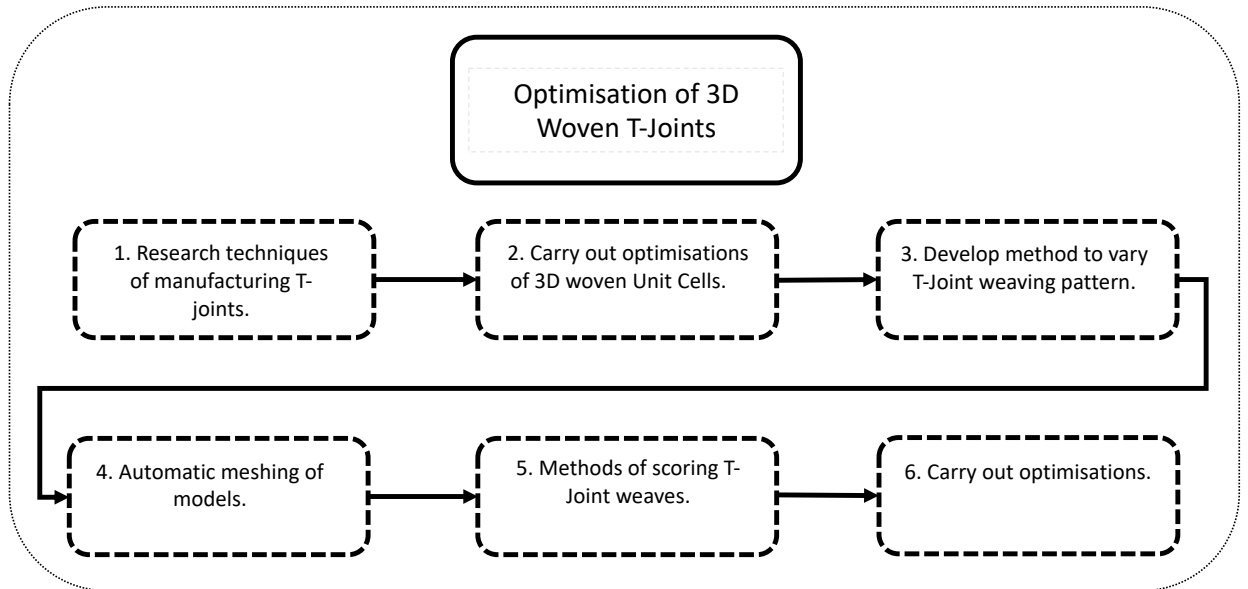 Optimisation of 3D
Woven T-Joints
1. Research techniques
of manufacturing T-
joints.
2. Carry out optimisations
of 3D woven Unit Cells.
3. Develop method to vary
T-Joint weaving pattern.
4. Automatic meshing of
models.
5. Methods of scoring T-
Joint weaves.
6. Carry out optimisations.